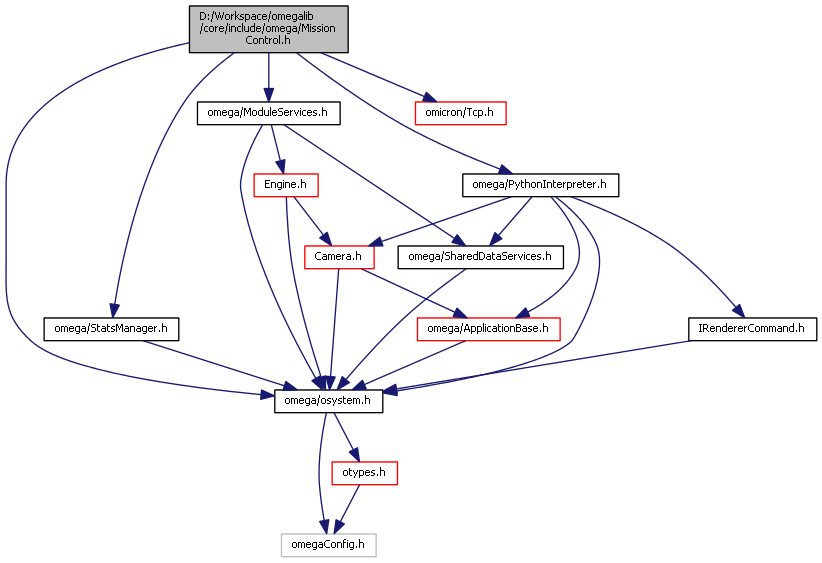 D:/Workspace/omegalib
/core/include/omega/Mission
Control.h
omega/ModuleServices.h
omicron/Tcp.h
Engine.h
omega/PythonInterpreter.h
Camera.h
omega/SharedDataServices.h
omega/StatsManager.h
omega/ApplicationBase.h
IRendererCommand.h
omega/osystem.h
otypes.h
omegaConfig.h